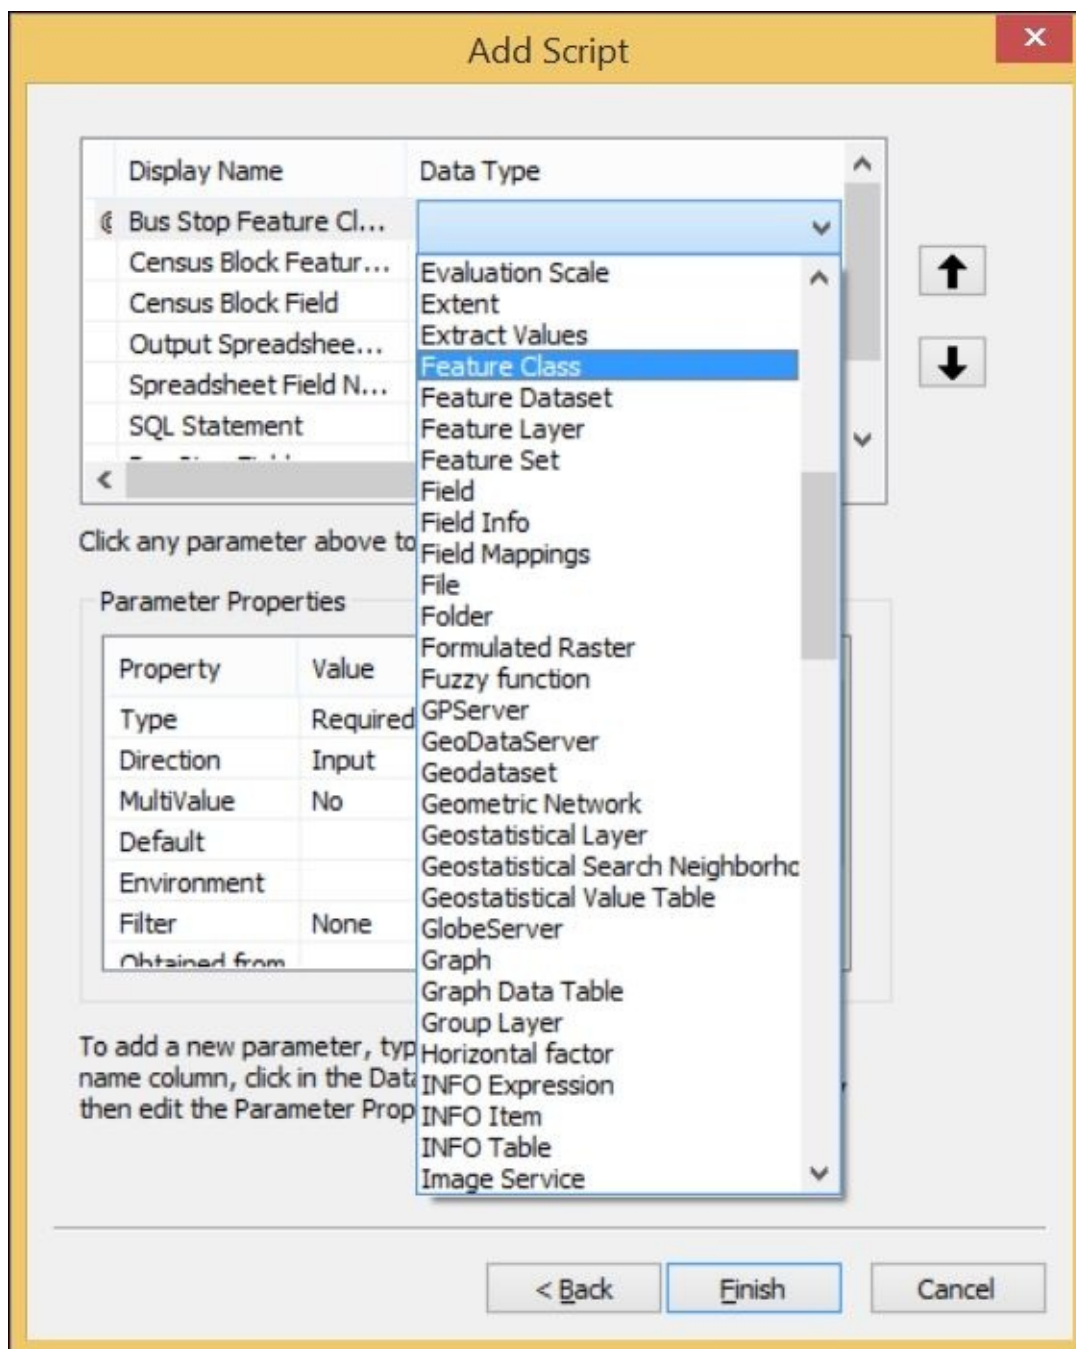 Add Script
Display Name Data Type
Bus Stop Feature Cl...
Census Block Featur...
Census Block Field
Output Spreadshee...
Spreadsheet Field N...
SQL Statement
Evaluation Scale
Extent
Extract Values
Feature Class
Feature Dataset
Feature Layer
Feature Set
Field
Field Info
Field Mappings
File
Folder
Formulated Raster
Fuzzy function
GPServer
GeoDataServer
Geodataset
Geometric Network
Geostatistical Layer
Geostatistical Search Neighborho
Geostatistical Value Table
GlobeServer
Graph
Graph Data Table
Group Layer
Horizontal factor
INFO Expression
INFO Item
INFO Table
Image Service
Click any parameter above to
Parameter Properties
Property Value
Type Required
Direction Input
MultiValue No
Default
Environment
Filter None
Obtained from
To add a new parameter, typ
name column, click in the Data
then edit the Parameter Prop
< Back Finish Cancel